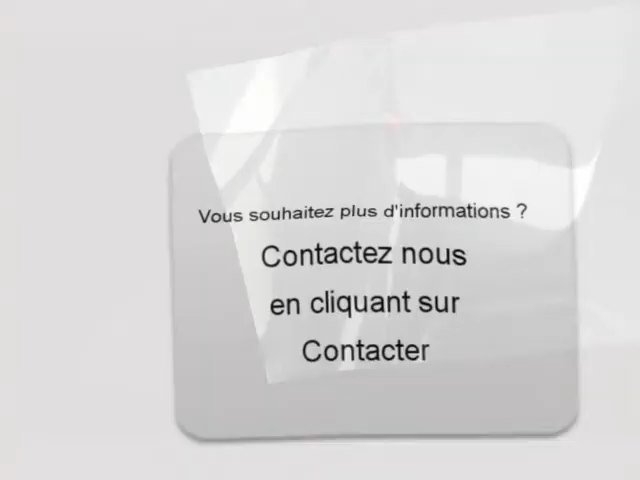 Vous souhaitez plus d'informations ?
Contactez nous
en cliquant sur
Contacter